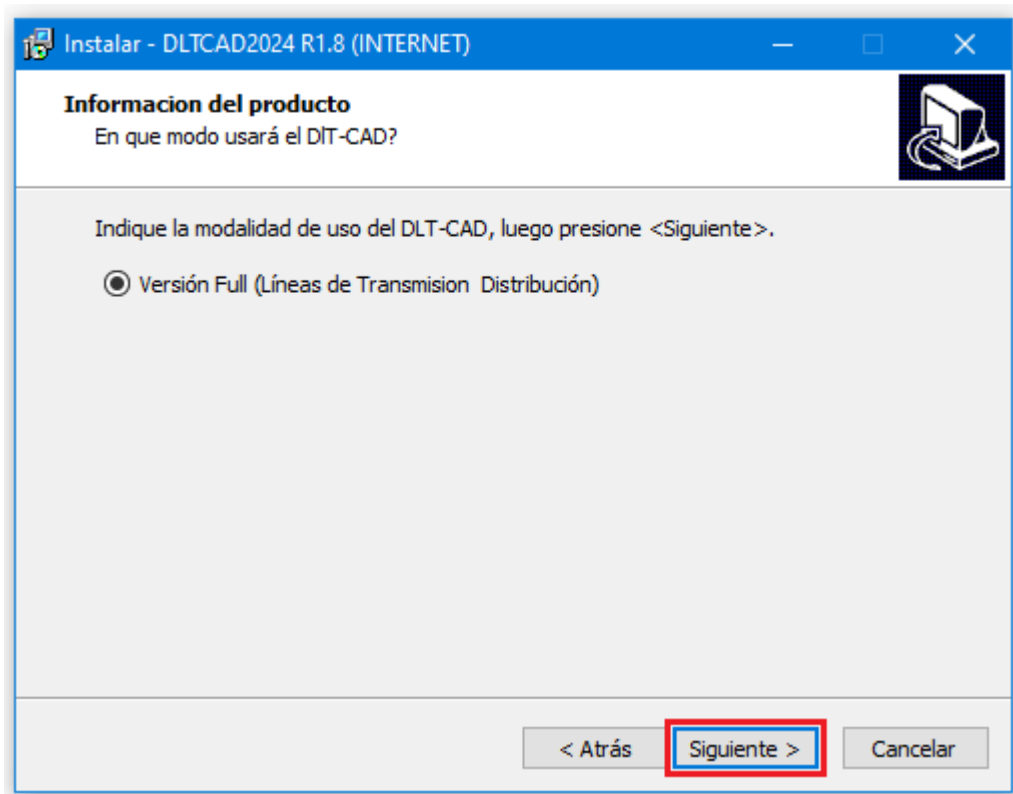 Instalar - DLTCAD2024 R1.8 (INTERNET)
Informacion del producto
En que modo usará el DlT-CAD?
Indique la modalidad de uso del DLT-CAD, luego presione <Siguiente>.
Versión Full (Líneas de Transmision  Distribución)
< Atrás
Siguiente >
Cancelar